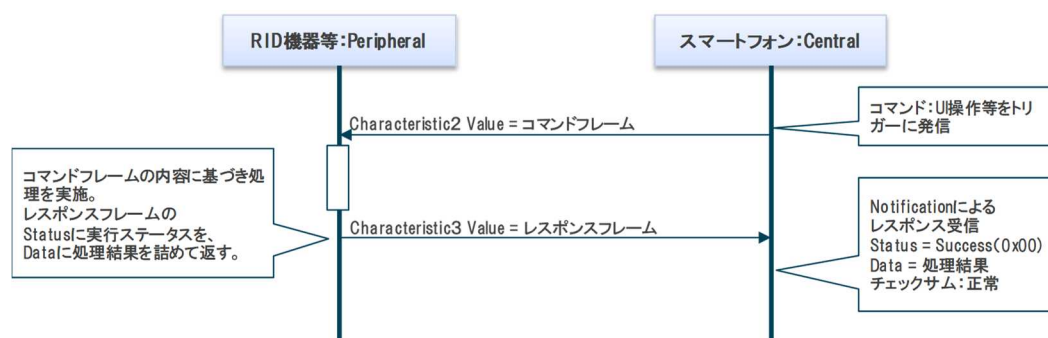 RID機器等:Peripheral
スマートフォン:Central
コマンド:UI操作等をトリ
ガーに発信
Characteristic2 Value = コマンドフレーム
コマンドフレームの内容に基づき処
理を実施。
レスポンスフレームの
Statusに実行ステータスを、
Dataに処理結果を詰めて返す。
Characteristic3 Value = レスポンスフレーム
Notificationによる
レスポンス受信
Status = Success(0x00)
Data = 処理結果
チェックサム:正常